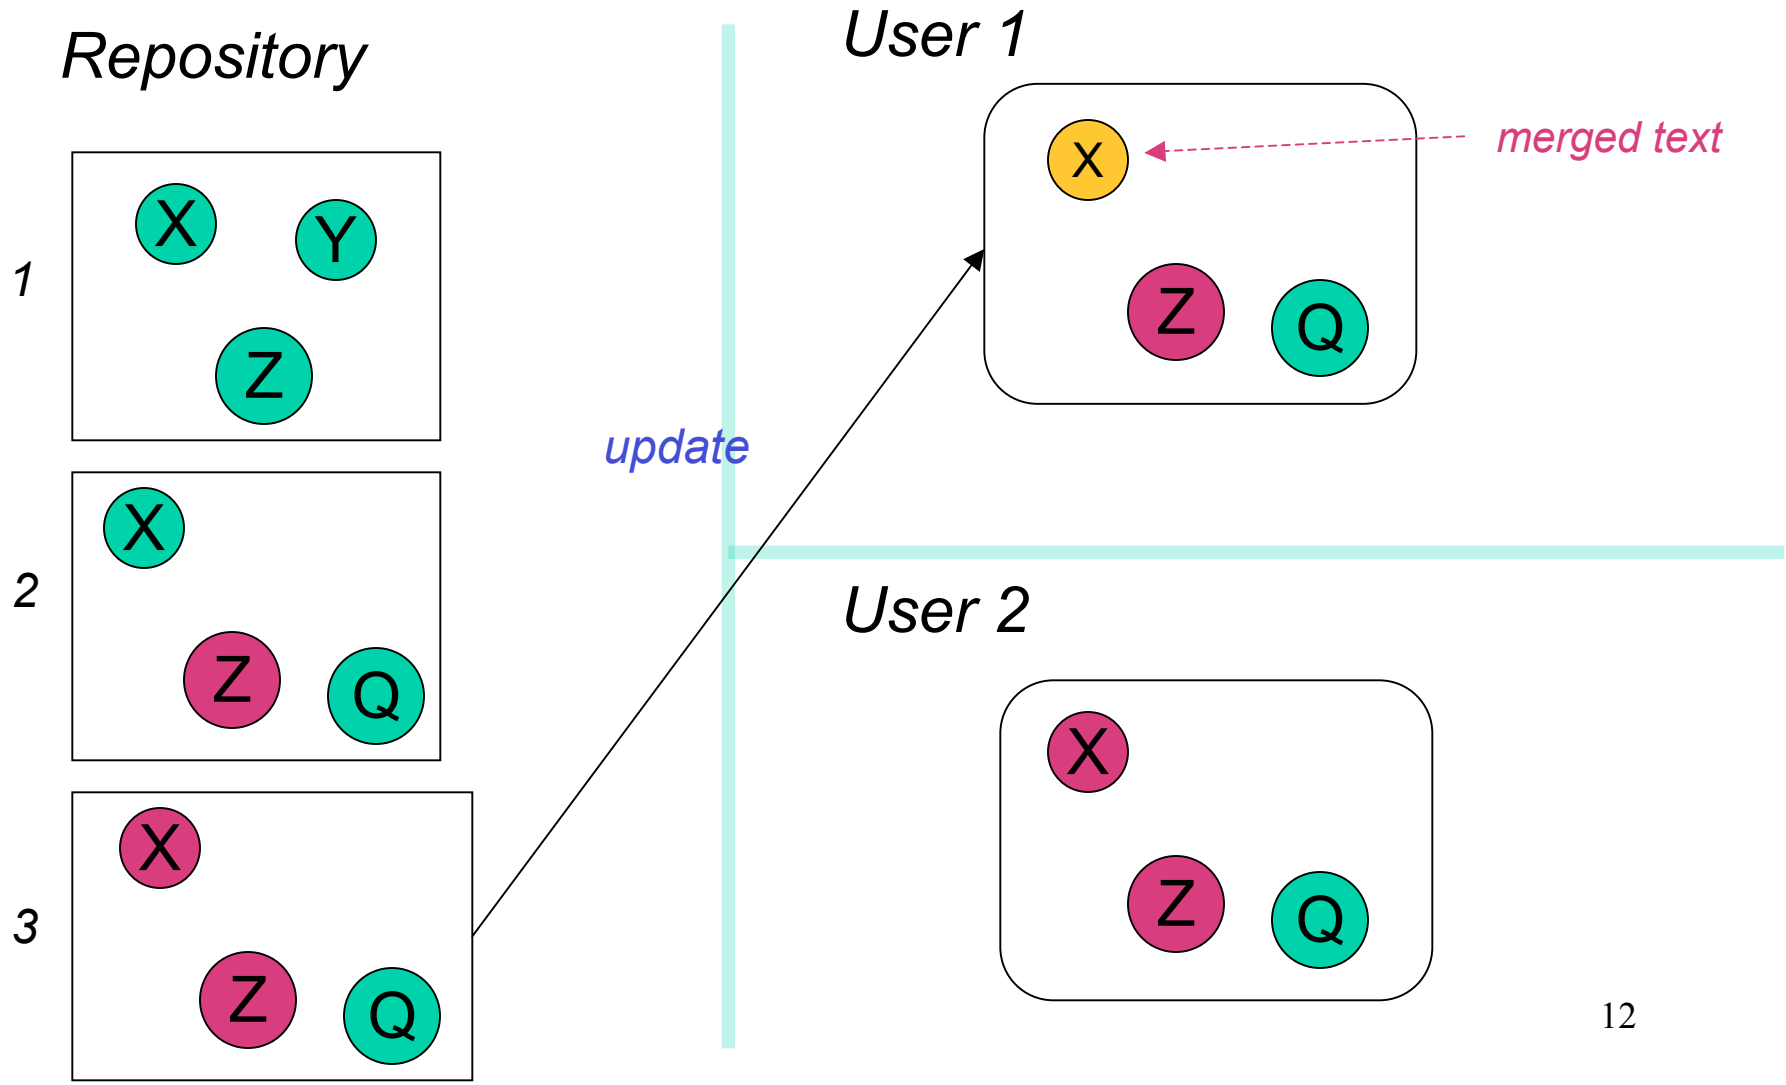 Repository
1
X
Y
Z
2
X
Z
Q
3
X
Z
Q
update
User 1
X
merged text
Z
Q
User 2
X
Z
Q
12